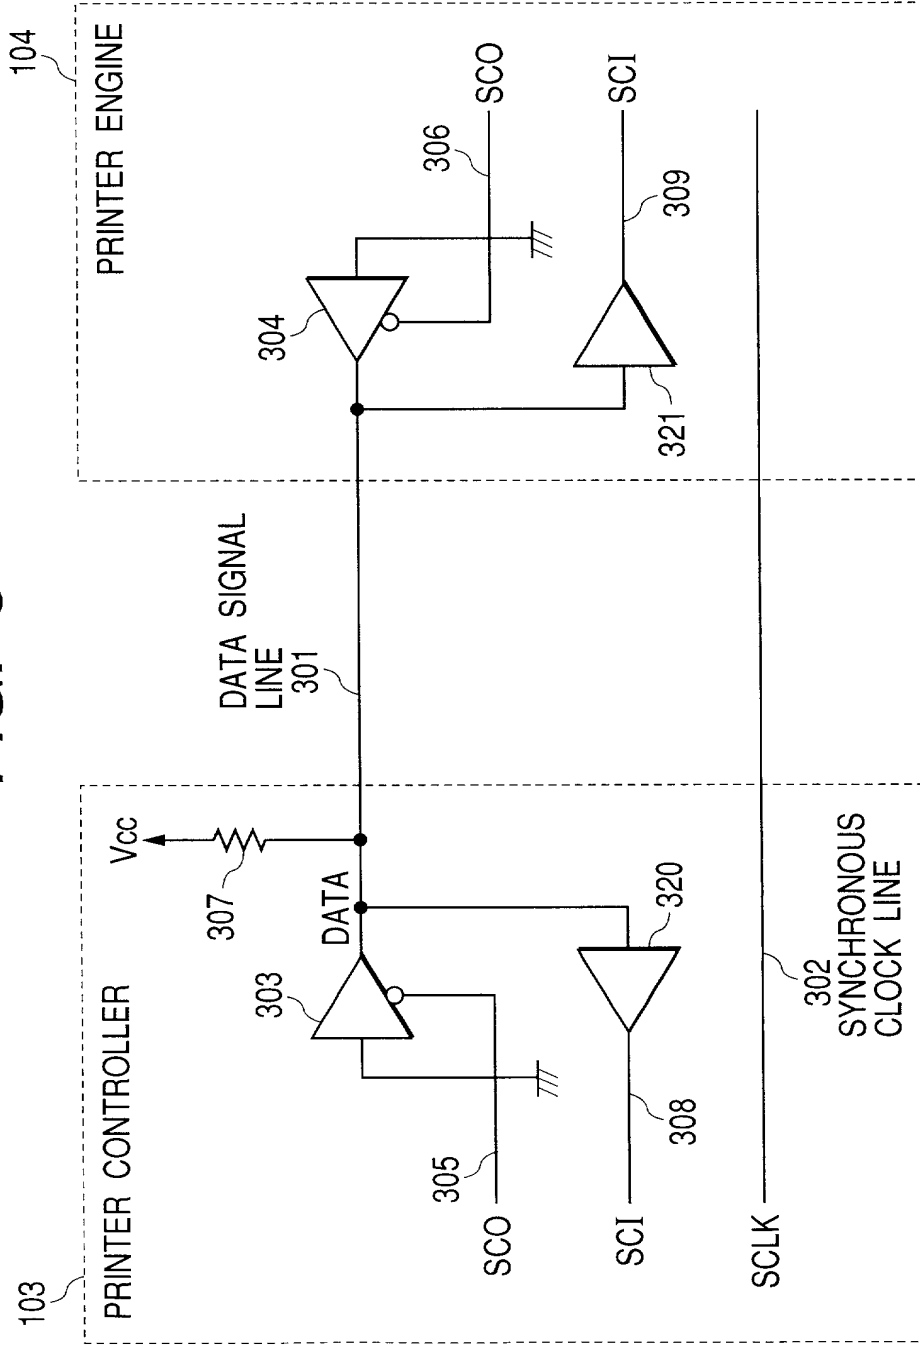 103
PRINTER CONTROLLER
Vcc
307
DATA
303
305
SCO
320
SCI
308
SCLK
302
SYNCHRONOUS
CLOCK LINE
DATA SIGNAL
LINE
301
104
PRINTER ENGINE
304
306
SCO
SCI
309
321